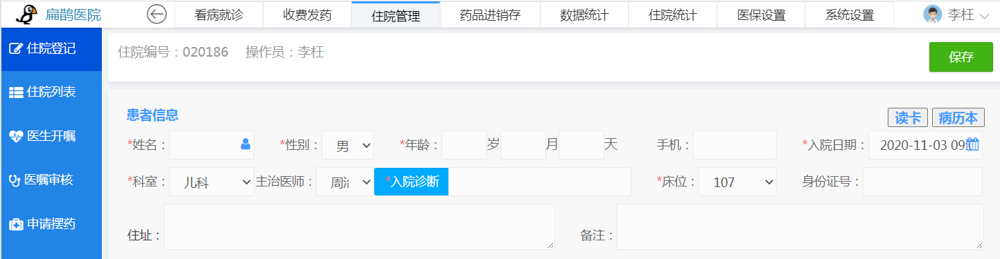 扁鹊医院 看病就诊 收费发药 住院管理 药品进销存 数据统计 住院统计 医保设置 系统设置 李枉
住院登记
住院列表
医生开嘱
医嘱审核
申请摆药
住院编号：020186 操作员：李枉
保存
患者信息 读卡 病历本
*姓名： *性别： 男 *年龄： 岁 月 天 手机： *入院日期： 2020-11-03 09:
*科室： 儿科 主治医师： 周 *入院诊断 *床位： 107 身份证号：
住址： 备注：